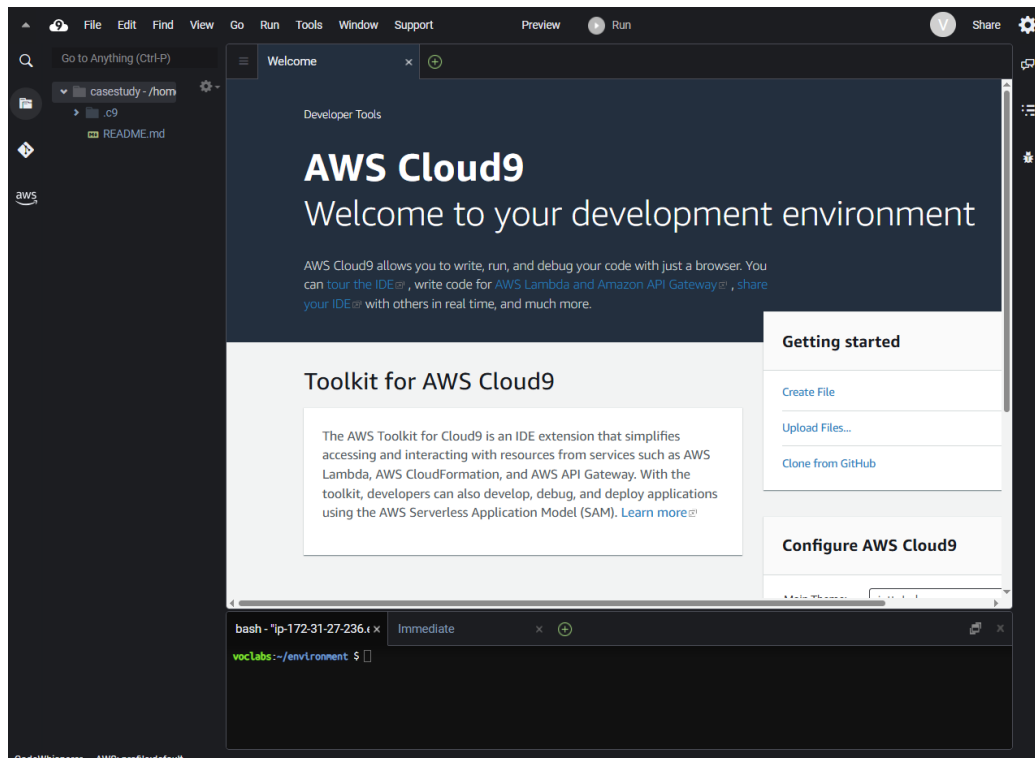 File Edit Find View Go Run Tools Window Support Preview Run V Share
Go to Anything (Ctrl-P)
casestudy - /hom
.c9
README.md
aws
Welcome
Developer Tools
AWS Cloud9
Welcome to your development environment
AWS Cloud9 allows you to write, run, and debug your code with just a browser. You
can tour the IDE, write code for AWS Lambda and Amazon API Gateway, share
your IDE with others in real time, and much more.
Getting started
Create File
Upload Files...
Clone from GitHub
Toolkit for AWS Cloud9
The AWS Toolkit for Cloud9 is an IDE extension that simplifies
accessing and interacting with resources from services such as AWS
Lambda, AWS CloudFormation, and AWS API Gateway. With the
toolkit, developers can also develop, debug, and deploy applications
using the AWS Serverless Application Model (SAM). Learn more
Configure AWS Cloud9
bash - "ip-172-31-27-236.e Immediate
voclabs:~/environment $